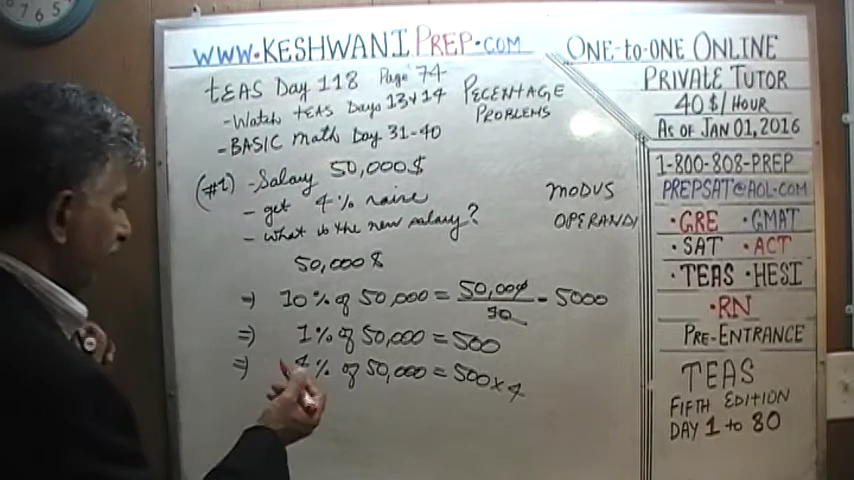 7 6 5
WWW.KESHWANIPREP.COM
TEAS Day 118 Page 74
- Watch TEAS Days 13 & 14
- BASIC Math Day 31-40
PECENTAGE
PROBLEMS
(#1) - Salary 50,000$
- get 4% raise
- what is the new salary?
MODUS
OPERANDI
50,000$
⇒ 10% of 50,000 = 50,000/10 = 5000
⇒ 1% of 50,000 = 500
⇒ 4% of 50,000 = 500 x 4
ONE-to-ONE ONLINE
PRIVATE TUTOR
40$/HOUR
AS OF JAN 01, 2016
1-800-808-PREP
PREPSAT@AOL.COM
• GRE • GMAT
• SAT • ACT
• TEAS • HESI
• RN
PRE-ENTRANCE
TEAS
FIFTH EDITION
DAY 1 to 80